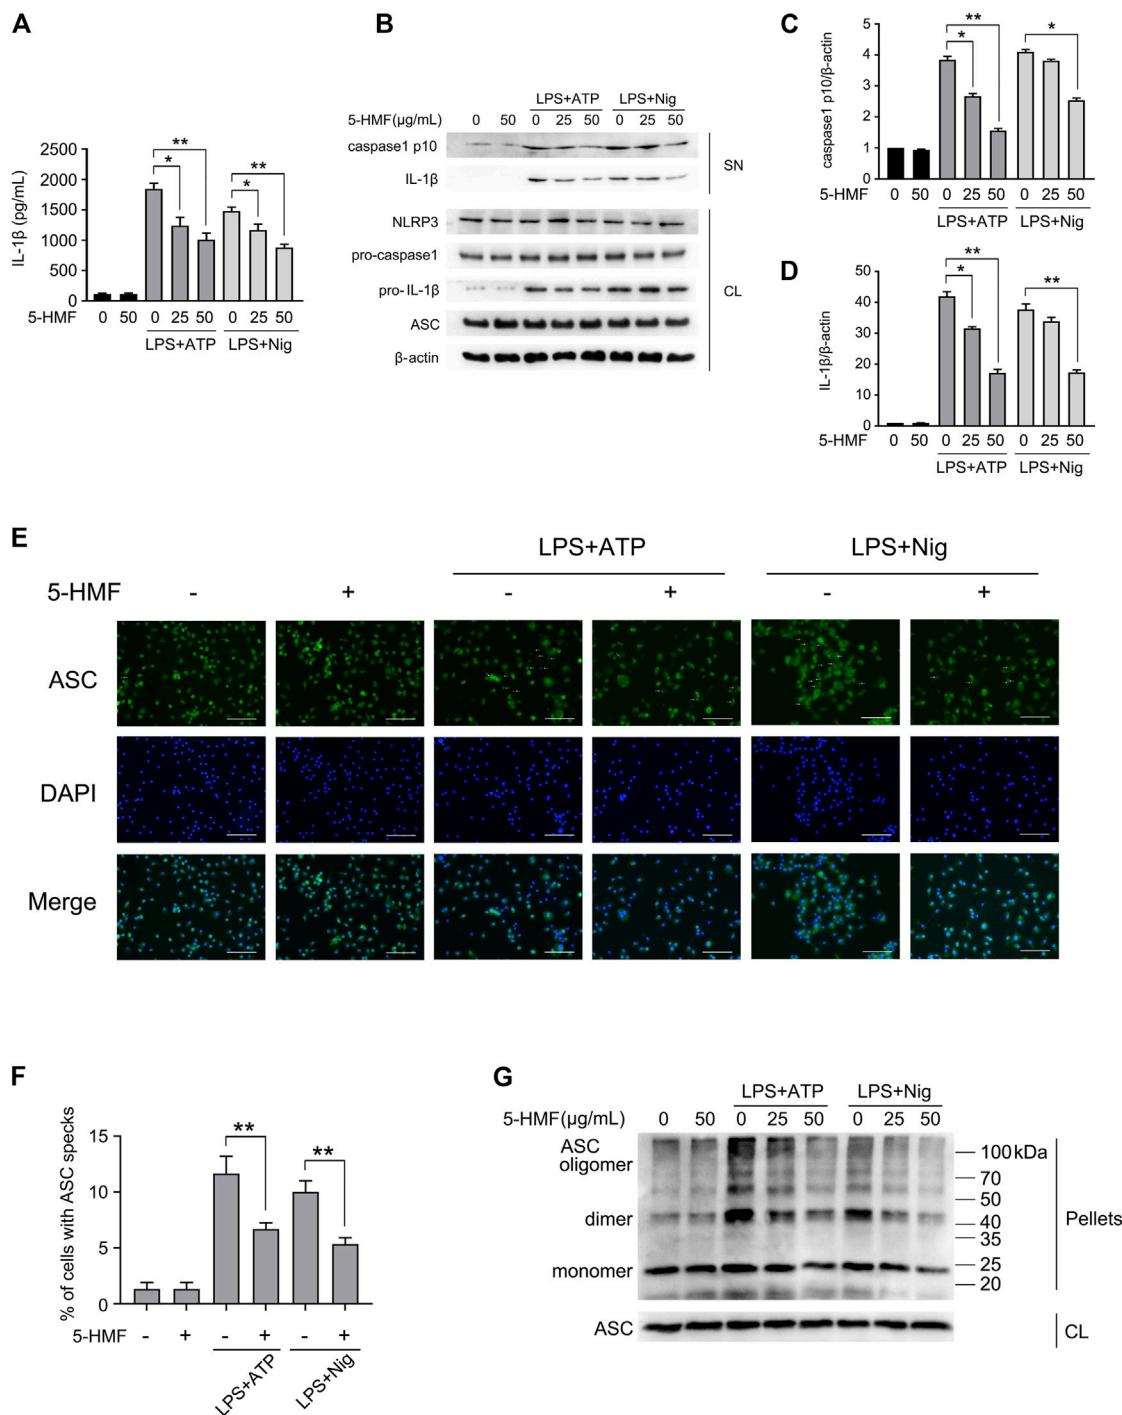 A
IL-1β (pg/mL)
2500
2000
1500
1000
500
0
** 
* 
** 
*
5-HMF 0 50 0 25 50 0 25 50
LPS+ATP LPS+Nig
B
LPS+ATP LPS+Nig
5-HMF(μg/mL) 0 50 0 25 50 0 25 50
caspase1 p10
IL-1β
SN
NLRP3
pro-caspase1
pro-IL-1β
ASC
β-actin
CL
C
caspase1 p10/β-actin
5
4
3
2
1
0
**
*
*
5-HMF 0 50 0 25 50 0 25 50
LPS+ATP LPS+Nig
D
IL-1β/β-actin
50
40
30
20
10
0
**
*
**
5-HMF 0 50 0 25 50 0 25 50
LPS+ATP LPS+Nig
E
LPS+ATP LPS+Nig
5-HMF - + - + - +
ASC
DAPI
Merge
F
% of cells with ASC specks
15
10
5
0
**
**
5-HMF - + - + - +
LPS+ATP LPS+Nig
G
LPS+ATP LPS+Nig
5-HMF(μg/mL) 0 50 0 25 50 0 25 50
ASC
oligomer
dimer
monomer
100kDa
70
50
40
35
25
20
Pellets
ASC
CL